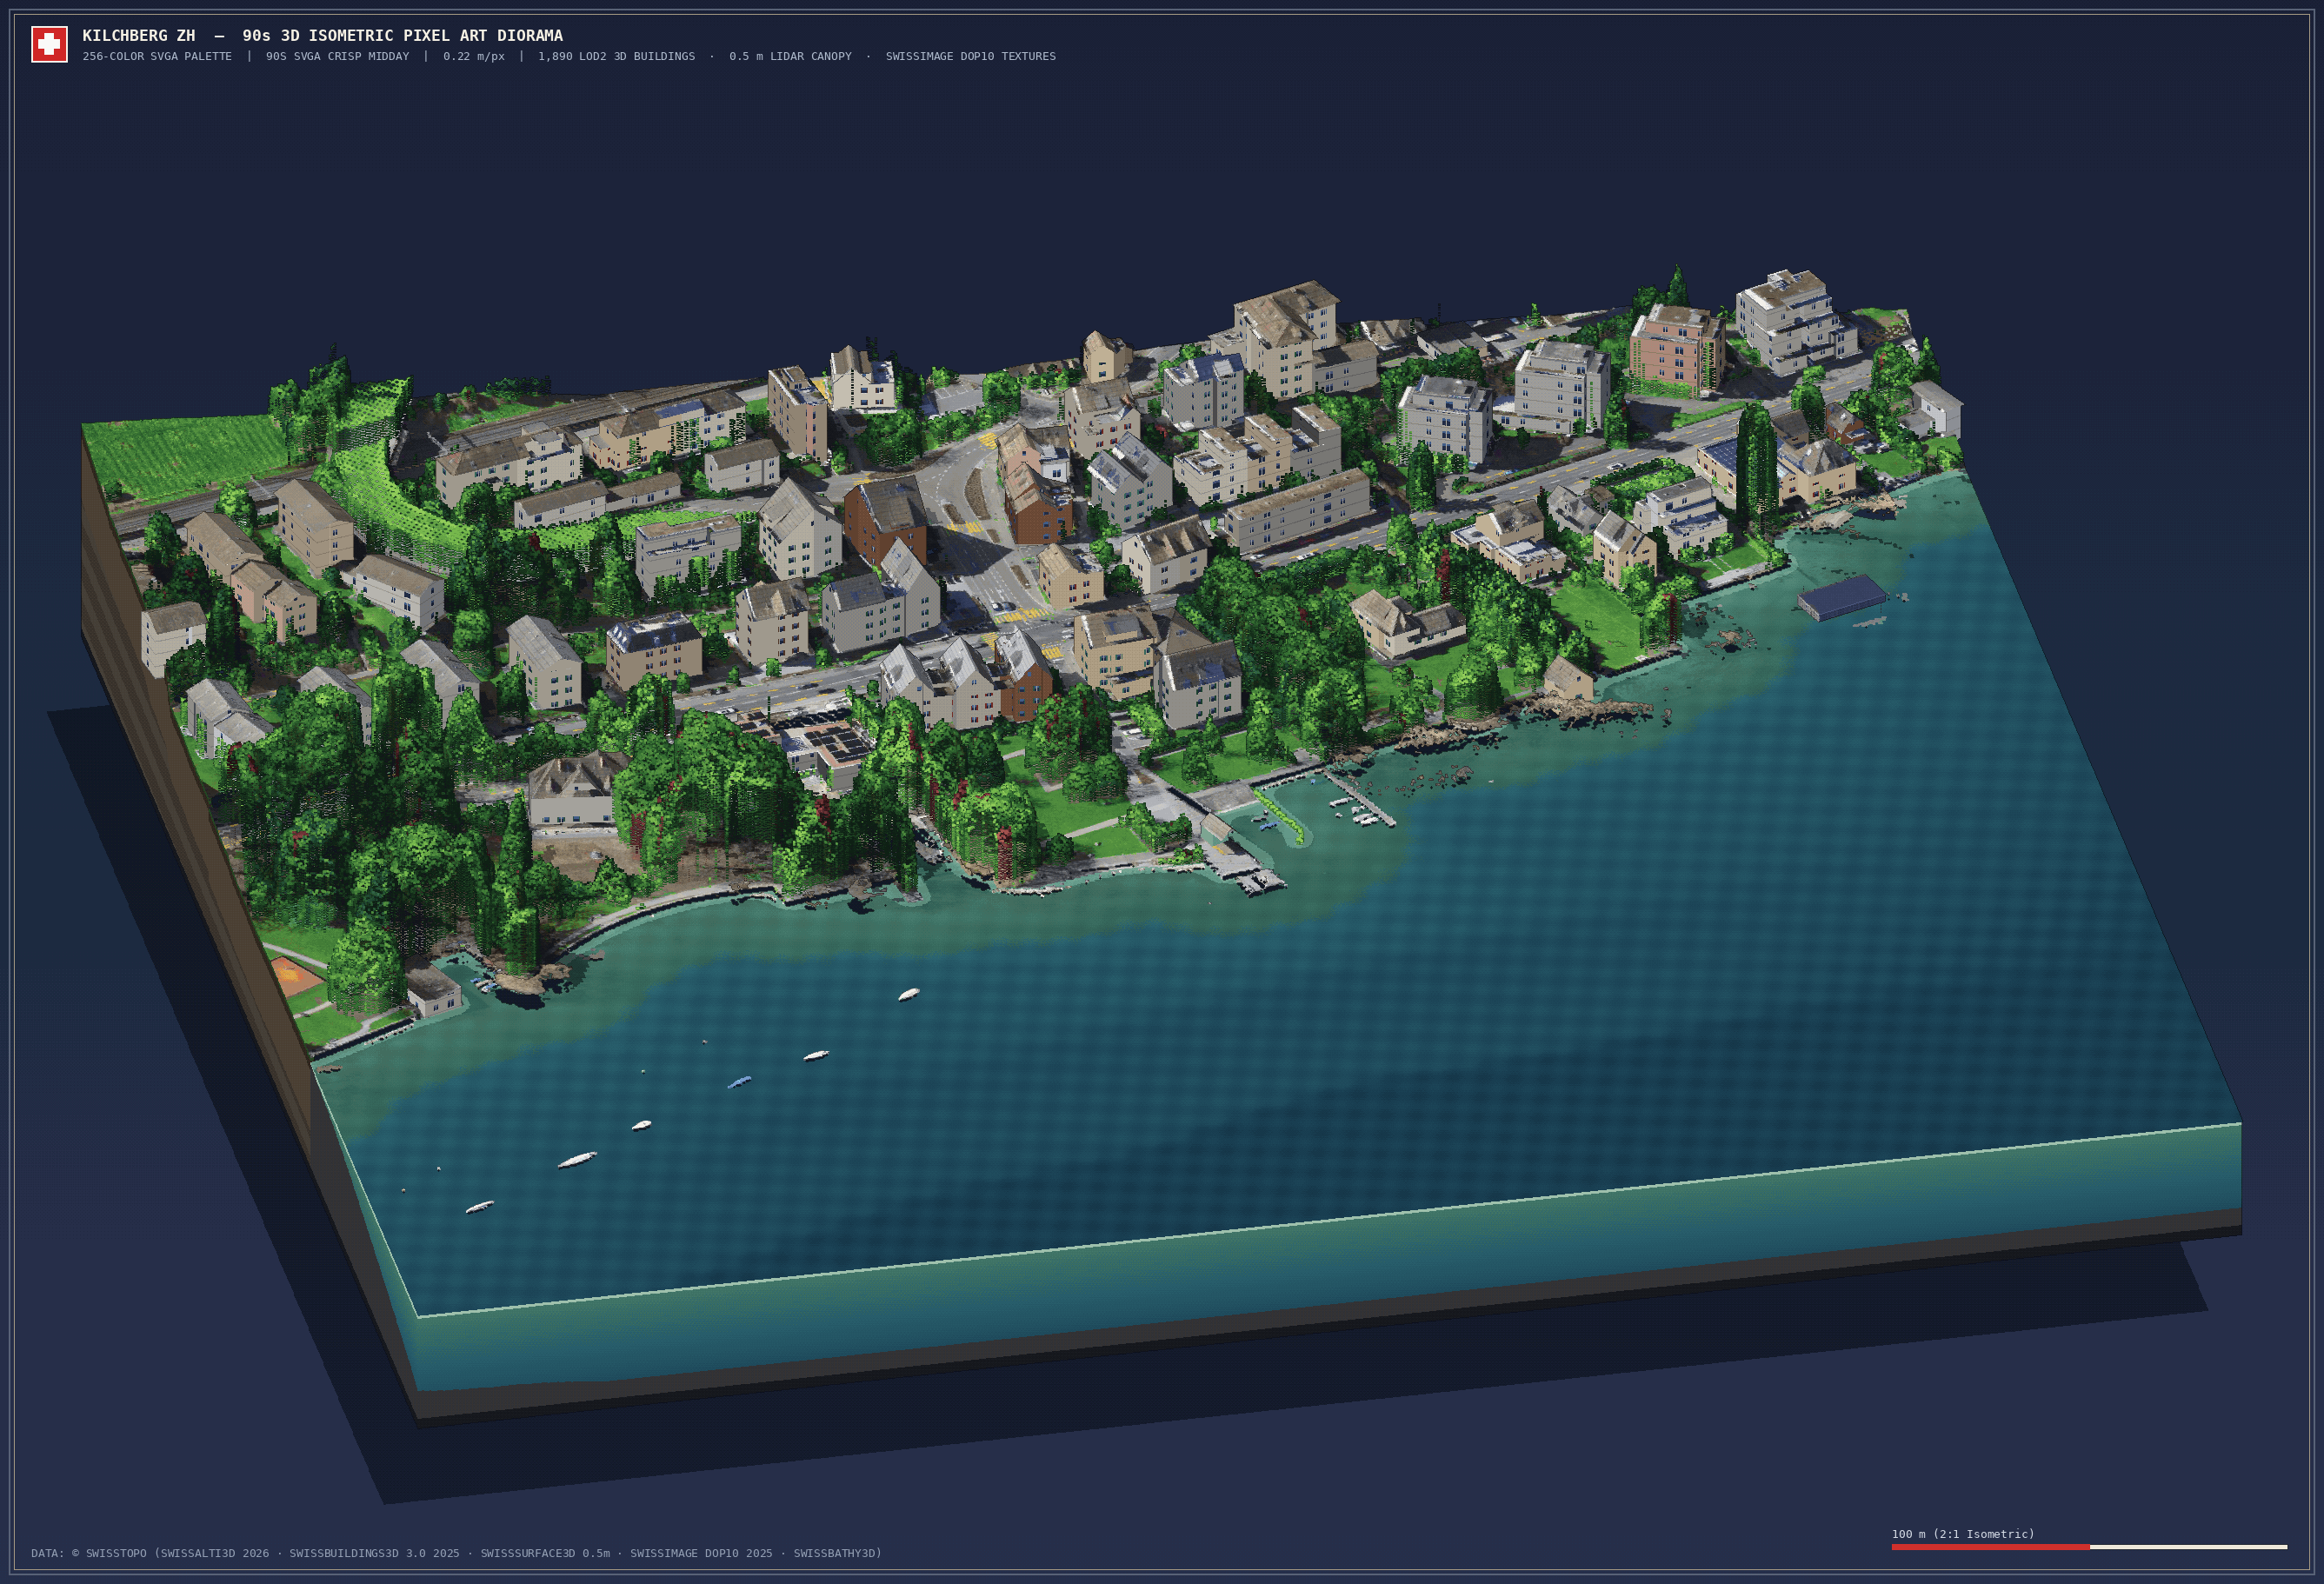 KILCHBERG ZH — 90s 3D ISOMETRIC PIXEL ART DIORAMA
256-COLOR SVGA PALETTE | 90S SVGA CRISP MIDDAY | 0.22 m/px | 1,890 LOD2 3D BUILDINGS · 0.5 m LIDAR CANOPY · SWISSIMAGE DOP10 TEXTURES
100 m (2:1 Isometric)
DATA: © SWISSTOPO (SWISSALTI3D 2026 · SWISSBUILDINGS3D 3.0 2025 · SWISSSURFACE3D 0.5m · SWISSIMAGE DOP10 2025 · SWISSBATHY3D)